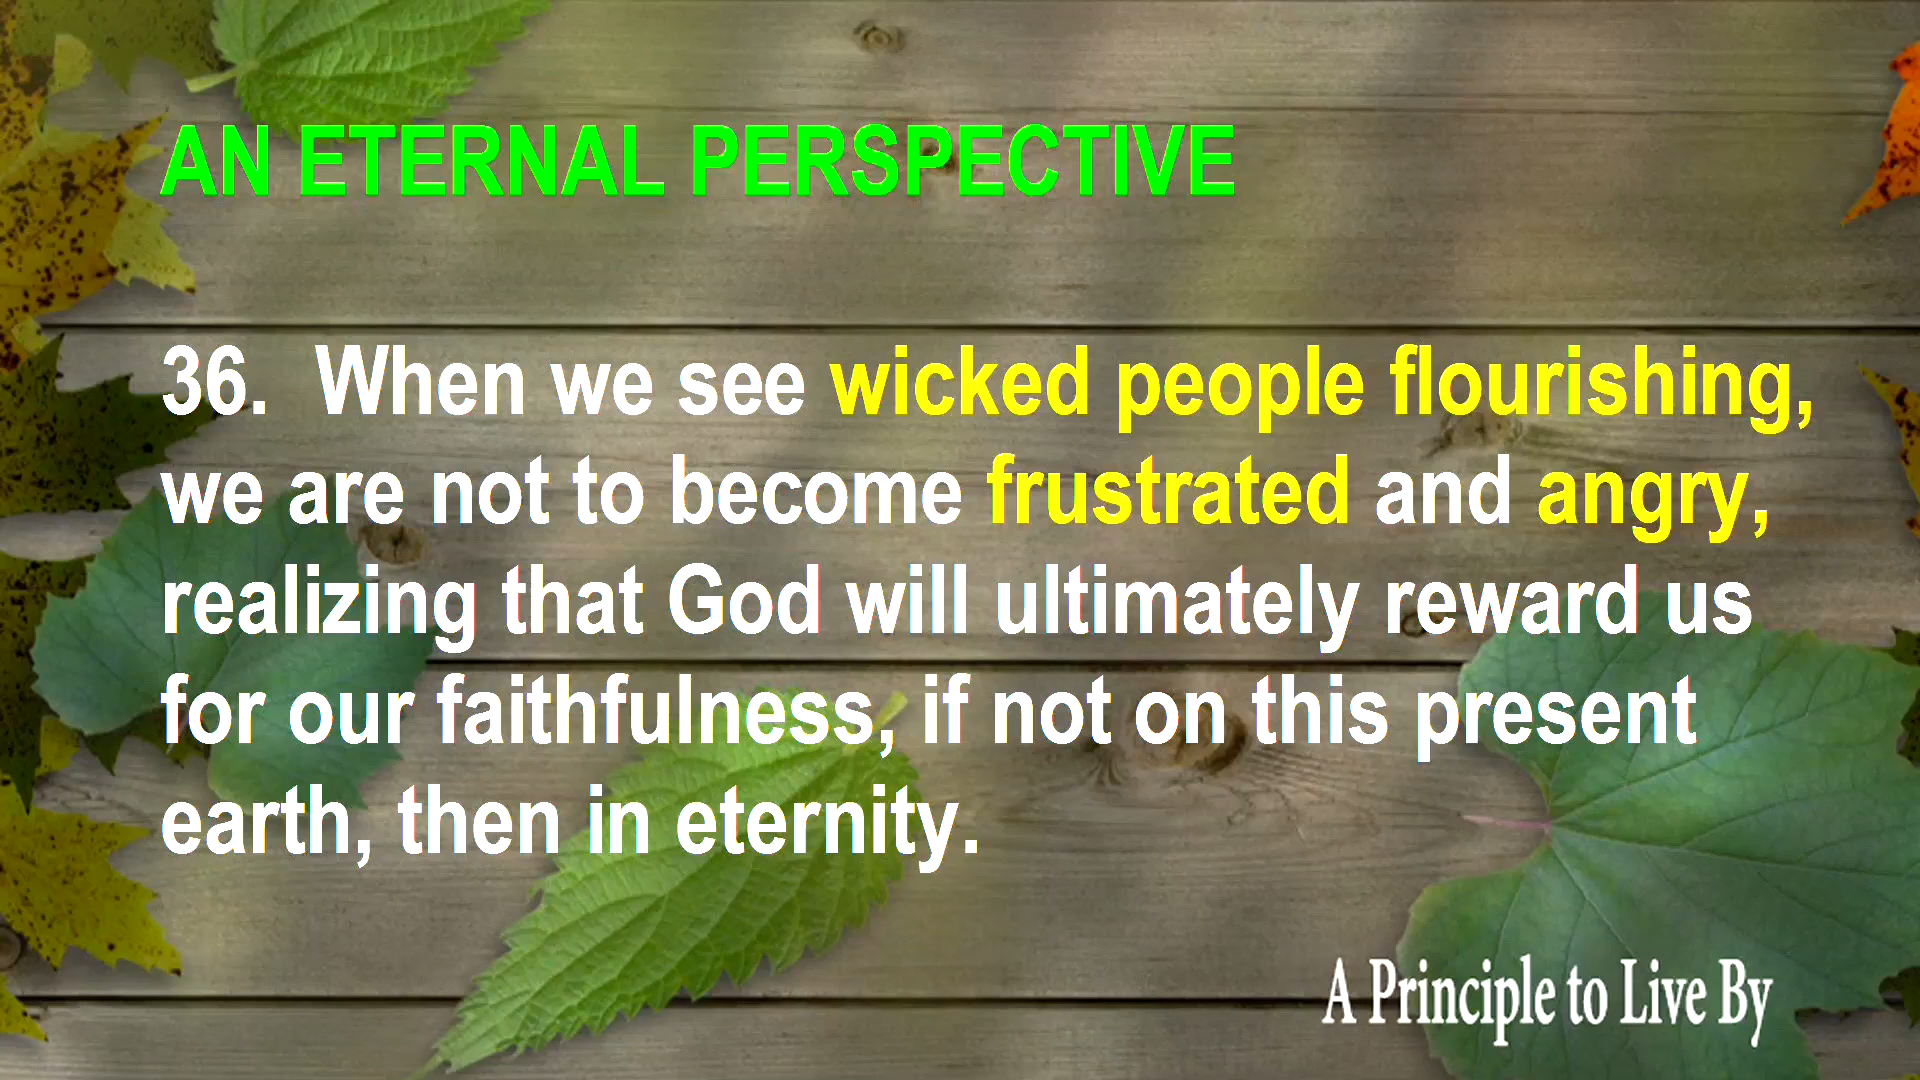 AN ETERNAL PERSPECTIVE
36. When we see wicked people flourishing,
we are not to become frustrated and angry,
realizing that God will ultimately reward us
for our faithfulness, if not on this present
earth, then in eternity.
A Principle to Live By